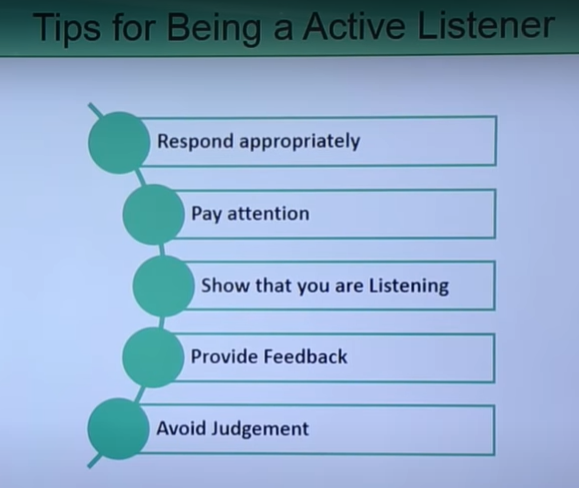 Tips for Being a Active Listener
Respond appropriately
Pay attention
Show that you are Listening
Provide Feedback
Avoid Judgement